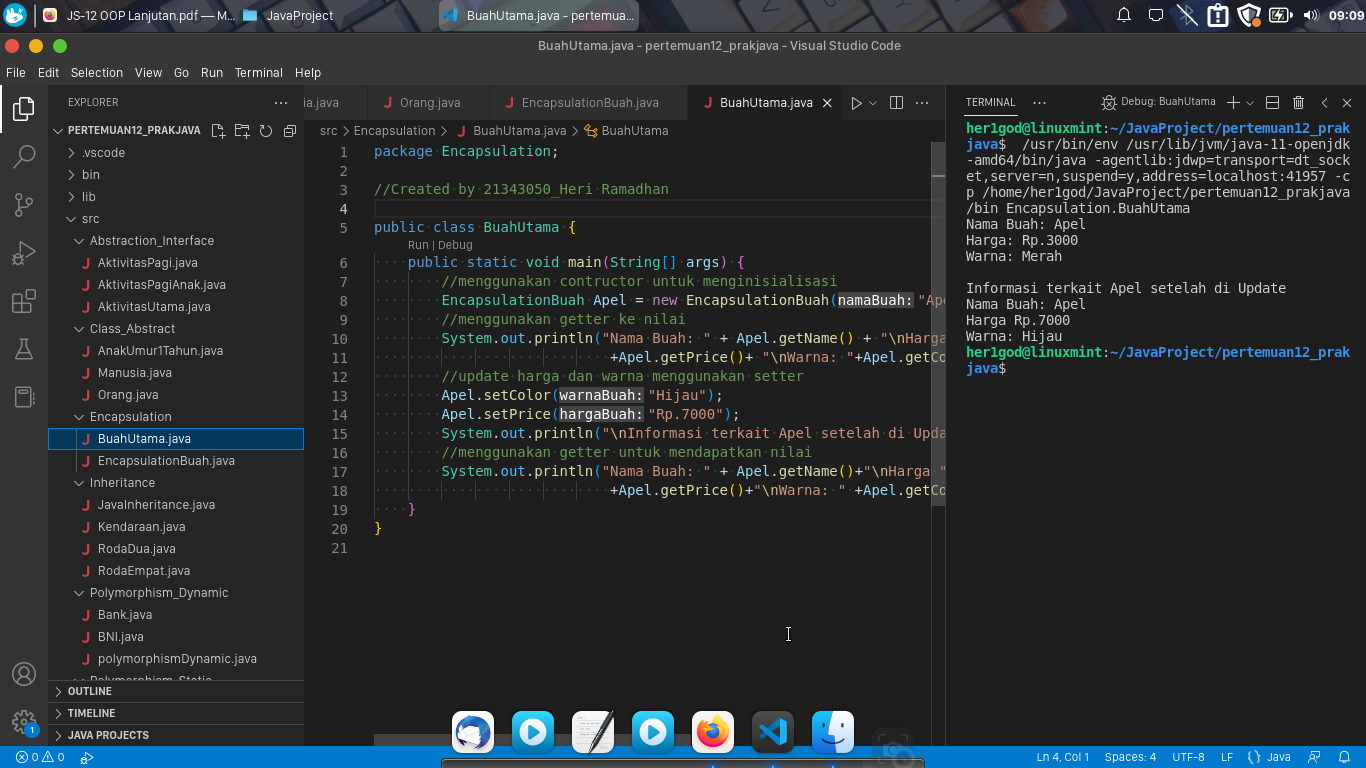 JS-12 OOP Lanjutan.pdf — M...
JavaProject
BuahUtama.java - pertemua...
09:09
BuahUtama.java - pertemuan12_prakjava - Visual Studio Code
File Edit Selection View Go Run Terminal Help
EXPLORER
PERTEMUAN12_PRAKJAVA
.vscode
bin
lib
src
Abstraction_Interface
AktivitasPagi.java
AktivitasPagiAnak.java
AktivitasUtama.java
Class_Abstract
AnakUmur1Tahun.java
Manusia.java
Orang.java
Encapsulation
BuahUtama.java
EncapsulationBuah.java
Inheritance
JavaInheritance.java
Kendaraan.java
RodaDua.java
RodaEmpat.java
Polymorphism_Dynamic
Bank.java
BNI.java
polymorphismDynamic.java
Polymorphism_Static
OUTLINE
TIMELINE
JAVA PROJECTS
ia.java Orang.java EncapsulationBuah.java BuahUtama.java
src > Encapsulation > BuahUtama.java > BuahUtama
1 package Encapsulation;
2
3 //Created by 21343050_Heri Ramadhan
4
5 public class BuahUtama {
Run | Debug
6 public static void main(String[] args) {
7 //menggunakan contructor untuk menginisialisasi
8 EncapsulationBuah Apel = new EncapsulationBuah(namaBuah: "Ape
9 //menggunakan getter ke nilai
10 System.out.println("Nama Buah: " + Apel.getName() + "\nHarga
11 +Apel.getPrice()+ "\nWarna: "+Apel.getCo
12 //update harga dan warna menggunakan setter
13 Apel.setColor(warnaBuah: "Hijau");
14 Apel.setPrice(hargaBuah: "Rp.7000");
15 System.out.println("\nInformasi terkait Apel setelah di Upda
16 //menggunakan getter untuk mendapatkan nilai
17 System.out.println("Nama Buah: " + Apel.getName()+"\nHarga "
18 +Apel.getPrice()+"\nWarna: " +Apel.getCo
19 }
20 }
21
TERMINAL
Debug: BuahUtama
her1god@linuxmint:~/JavaProject/pertemuan12_prak
java$ /usr/bin/env /usr/lib/jvm/java-11-openjdk
-amd64/bin/java -agentlib:jdwp=transport=dt_sock
et,server=n,suspend=y,address=localhost:41957 -c
p /home/her1god/JavaProject/pertemuan12_prakjava
/bin Encapsulation.BuahUtama
Nama Buah: Apel
Harga: Rp.3000
Warna: Merah
Informasi terkait Apel setelah di Update
Nama Buah: Apel
Harga Rp.7000
Warna: Hijau
her1god@linuxmint:~/JavaProject/pertemuan12_prak
java$
1
0 0
Ln 4, Col 1 Spaces: 4 UTF-8 LF {} Java